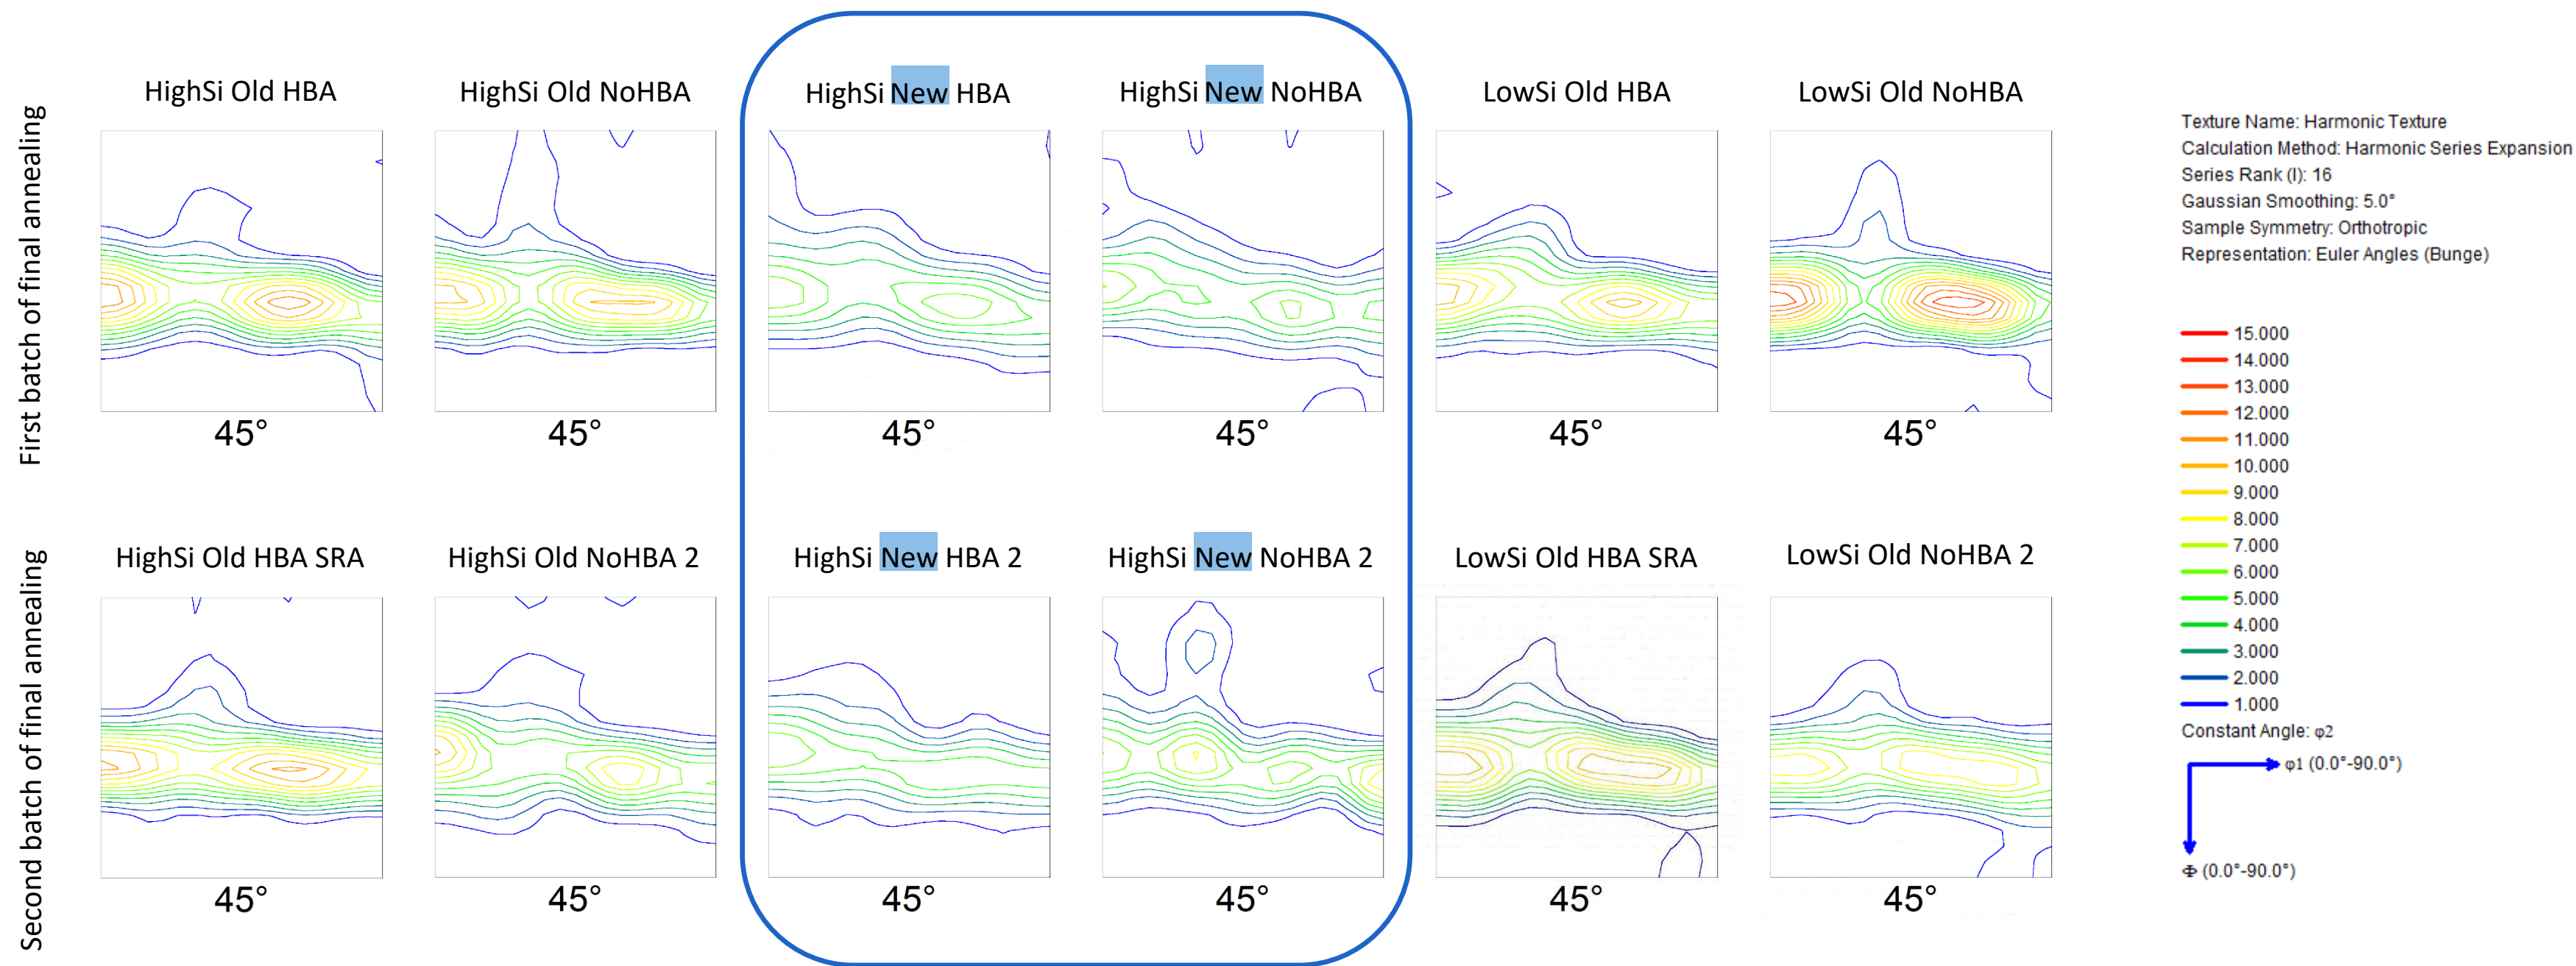 First batch of final annealing
HighSi Old HBA
HighSi Old NoHBA
HighSi New HBA
HighSi New NoHBA
LowSi Old HBA
LowSi Old NoHBA
45°
45°
45°
45°
45°
45°
Second batch of final annealing
HighSi Old HBA SRA
HighSi Old NoHBA 2
HighSi New HBA 2
HighSi New NoHBA 2
LowSi Old HBA SRA
LowSi Old NoHBA 2
45°
45°
45°
45°
45°
45°
Texture Name: Harmonic Texture
Calculation Method: Harmonic Series Expansion
Series Rank (l): 16
Gaussian Smoothing: 5.0°
Sample Symmetry: Orthotropic
Representation: Euler Angles (Bunge)
15.000
14.000
13.000
12.000
11.000
10.000
9.000
8.000
7.000
6.000
5.000
4.000
3.000
2.000
1.000
Constant Angle: φ2
φ1 (0.0°-90.0°)
Φ (0.0°-90.0°)